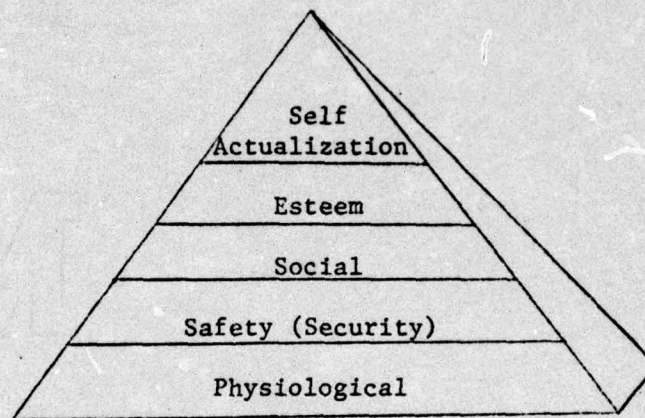 Self
Actualization
Esteem
Social
Safety (Security)
Physiological